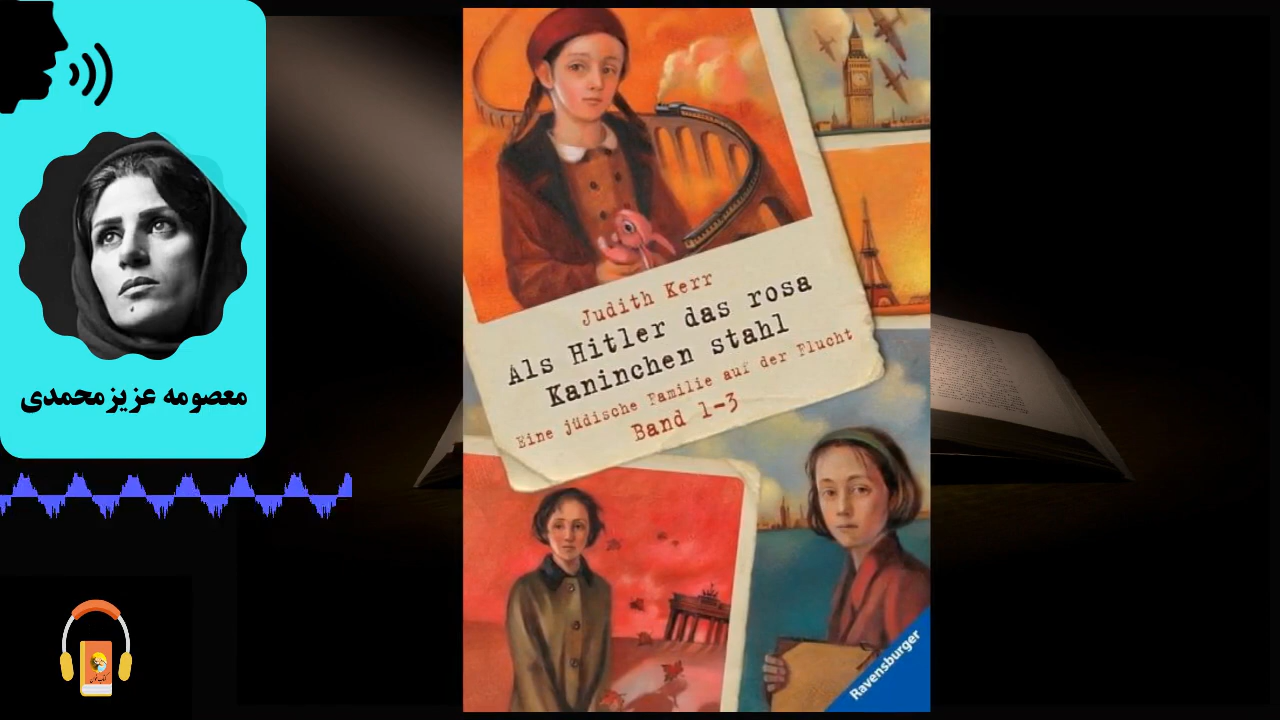 معصومه عزیزمحمدی
Judith Kerr
Als Hitler das rosa
Kaninchen stahl
Eine jüdische Familie auf der Flucht
Band 1-3
Ravensburger